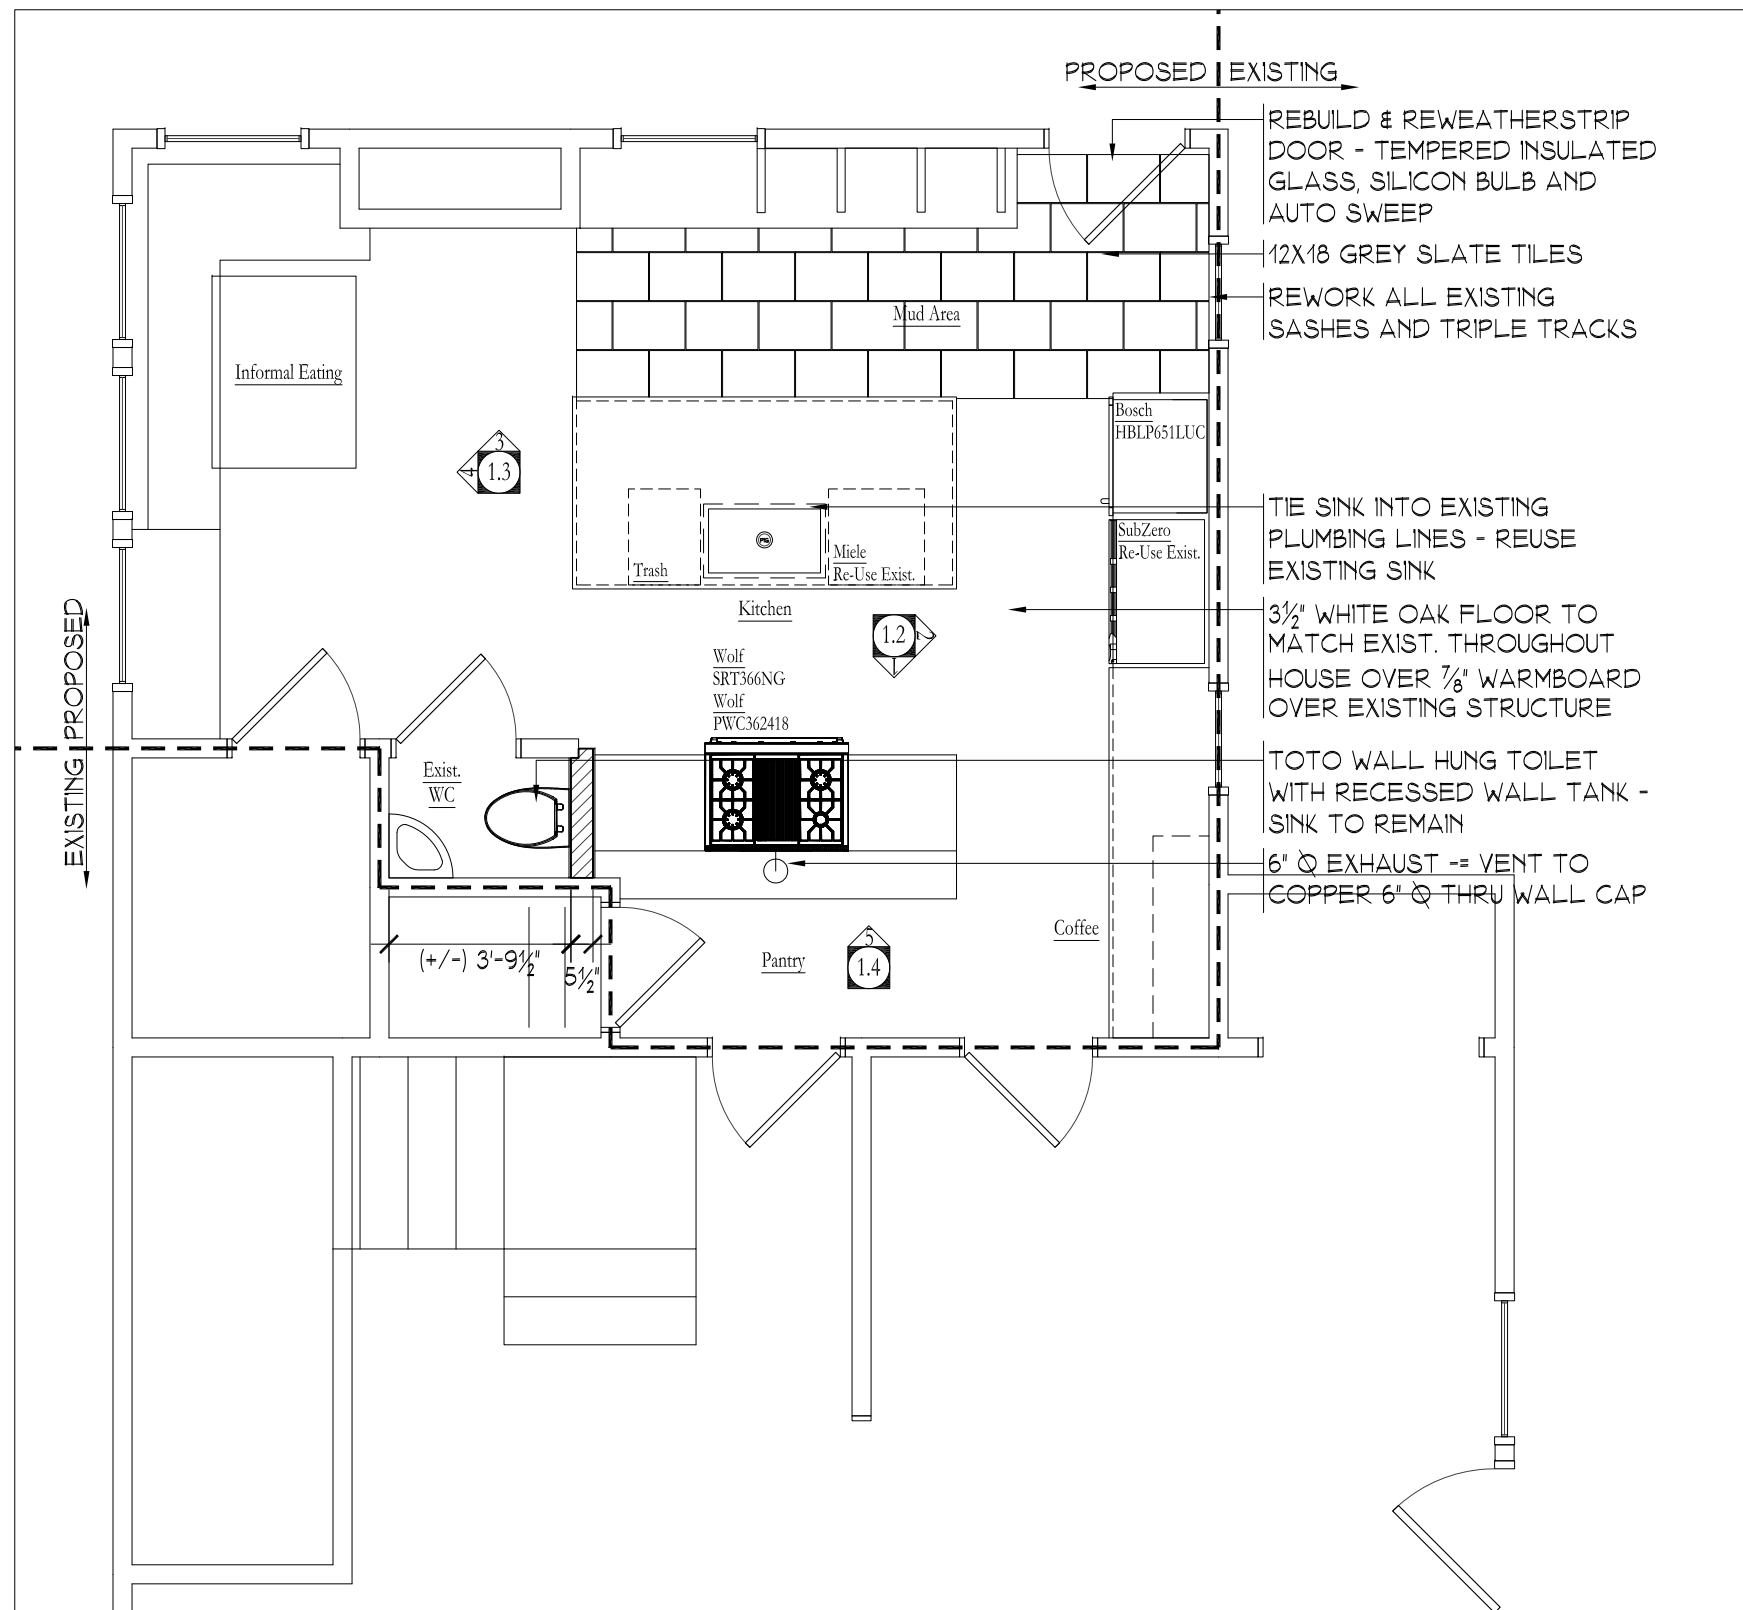 PROPOSED EXISTING
REBUILD & REWEATHERSTRIP
DOOR - TEMPERED INSULATED
GLASS, SILICON BULB AND
AUTO SWEEP
12X18 GREY SLATE TILES
REWORK ALL EXISTING
SASHES AND TRIPLE TRACKS
Mud Area
Informal Eating
Bosch
HBLP651LUC
3
4
1.3
TIE SINK INTO EXISTING
PLUMBING LINES - REUSE
EXISTING SINK
SubZero
Re-Use Exist.
Trash
Miele
Re-Use Exist.
Kitchen
1.2
2
1
3½" WHITE OAK FLOOR TO
MATCH EXIST. THROUGHOUT
HOUSE OVER ⅞" WARMBOARD
OVER EXISTING STRUCTURE
Wolf
SRT366NG
Wolf
PWC362418
EXISTING PROPOSED
Exist.
WC
TOTO WALL HUNG TOILET
WITH RECESSED WALL TANK -
SINK TO REMAIN
6" Ø EXHAUST -= VENT TO
COPPER 6" Ø THRU WALL CAP
Coffee
Pantry
5
1.4
(+/-) 3'-9½"
5½"